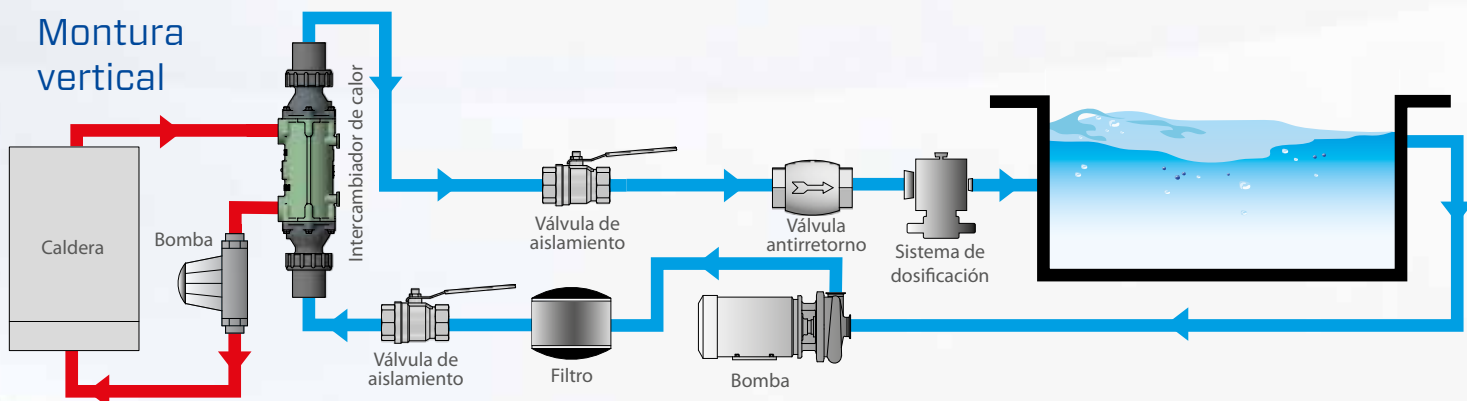 Montura
vertical
Caldera
Bomba
Intercambiador de calor
Válvula de
aislamiento
Válvula
antirretorno
Sistema de
dosificación
Válvula de
aislamiento
Filtro
Bomba